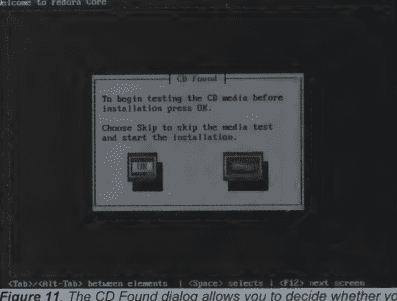 Welcome to Fedora Core
CD Found
To begin testing the CD media before
installation press OK.
Choose Skip to skip the media test
and start the installation.
OK
<Tab>/<Alt-Tab> between elements | <Space> selects | <F12> next screen
Figure 11. The CD Found dialog allows you to decide whether yo